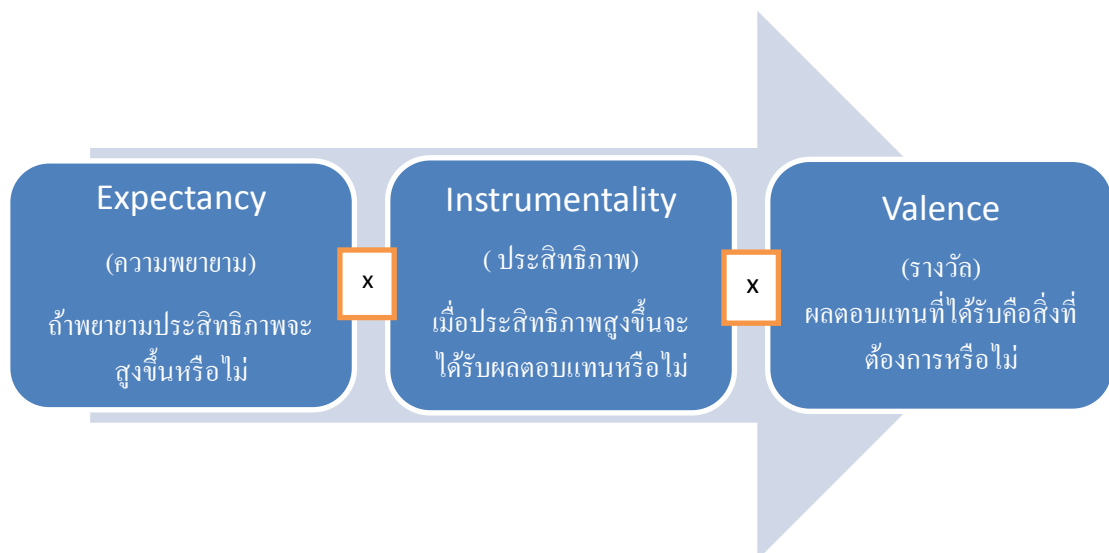 Expectancy
(ความพยายาม)
ถ้าพยายามประสิทธิภาพจะ
สูงขึ้นหรือไม่
x
Instrumentality
( ประสิทธิภาพ)
เมื่อประสิทธิภาพสูงขึ้นจะ
ได้รับผลตอบแทนหรือไม่
x
Valence
(รางวัล)
ผลตอบแทนที่ได้รับคือสิ่งที่
ต้องการหรือไม่